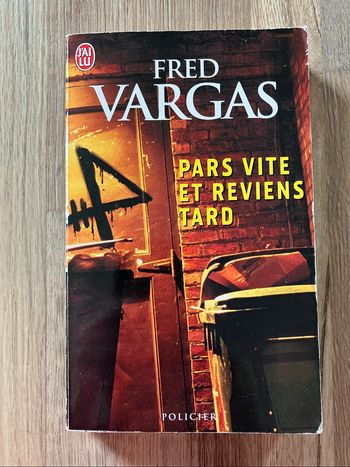 J'AI
LU
FRED
VARGAS
PARS VITE
ET REVIENS
TARD
POLICIER